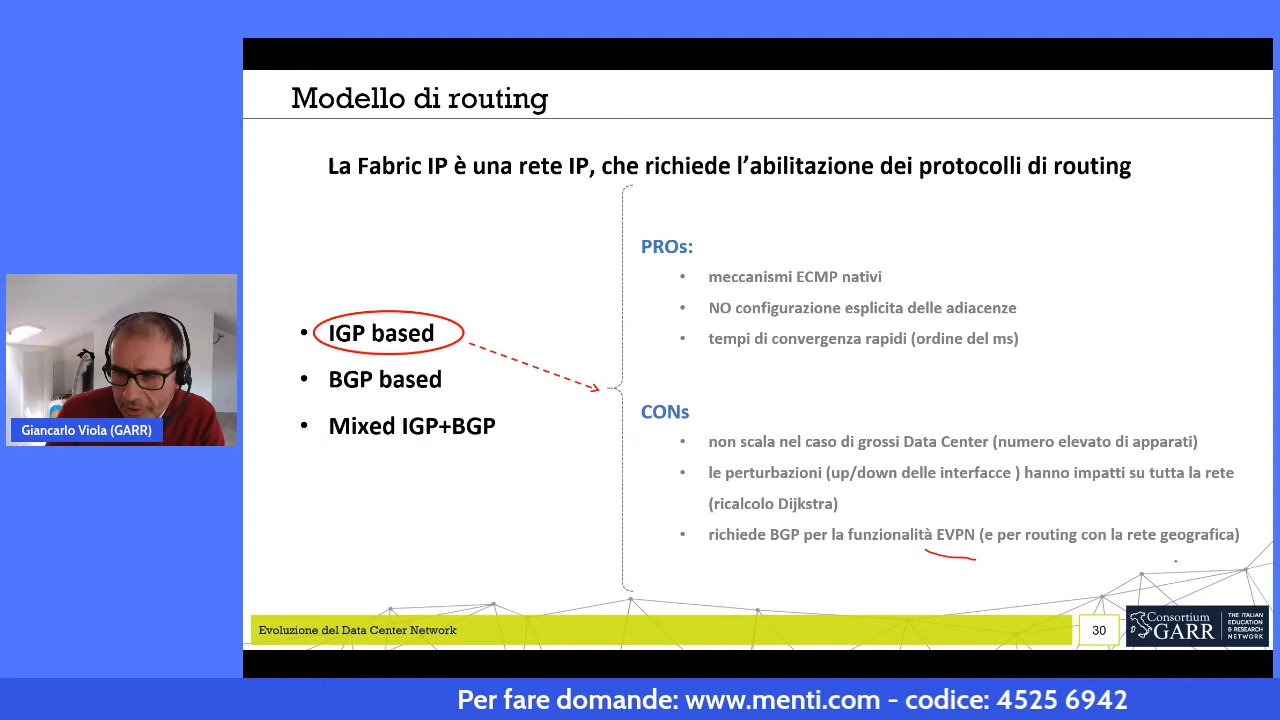 Modello di routing
La Fabric IP è una rete IP, che richiede l’abilitazione dei protocolli di routing
• IGP based
• BGP based
• Mixed IGP+BGP
PROs:
• meccanismi ECMP nativi
• NO configurazione esplicita delle adiacenze
• tempi di convergenza rapidi (ordine del ms)
CONs
• non scala nel caso di grossi Data Center (numero elevato di apparati)
• le perturbazioni (up/down delle interfacce ) hanno impatti su tutta la rete
(ricalcolo Dijkstra)
• richiede BGP per la funzionalità EVPN (e per routing con la rete geografica)
Giancarlo Viola (GARR)
Evoluzione del Data Center Network
30
Consortium
GARR
THE ITALIAN
EDUCATION
& RESEARCH
NETWORK
Per fare domande: www.menti.com - codice: 4525 6942